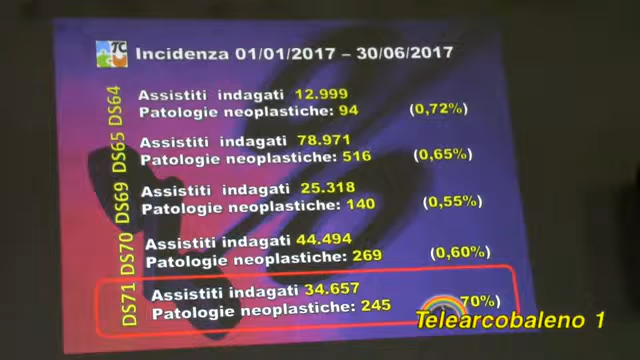 Incidenza 01/01/2017 – 30/06/2017
DS64
Assistiti indagati 12.999
Patologie neoplastiche: 94 (0,72%)
DS65
Assistiti indagati 78.971
Patologie neoplastiche: 516 (0,65%)
DS69
Assistiti indagati 25.318
Patologie neoplastiche: 140 (0,55%)
DS70
Assistiti indagati 44.494
Patologie neoplastiche: 269 (0,60%)
DS71
Assistiti indagati 34.657
Patologie neoplastiche: 245 70%)
Telearcobaleno 1